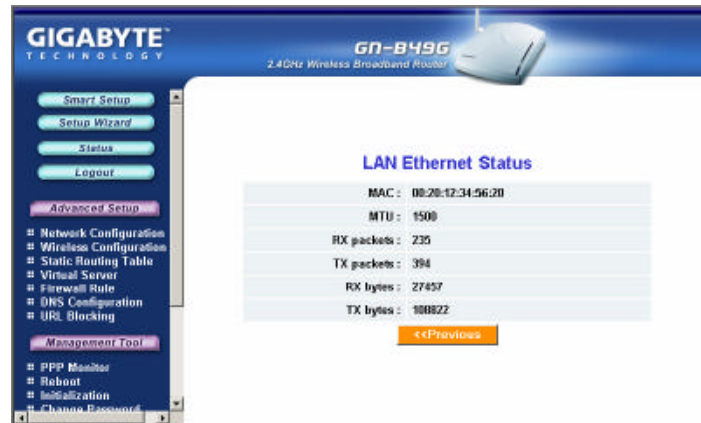 GIGABYTE
TECHNOLOGY
GN-B49G
2.4GHz Wireless Broadband Router
Smart Setup
Setup Wizard
Status
Logout
Advanced Setup
Network Configuration
Wireless Configuration
Static Routing Table
Virtual Server
Firewall Rule
DNS Configuration
URL Blocking
Management Tool
PPP Monitor
Reboot
Initialization
Change Password
LAN Ethernet Status
MAC : 00:20:12:34:56:20
MTU : 1500
RX packets : 235
TX packets : 394
RX bytes : 27457
TX bytes : 108822
<<Previous